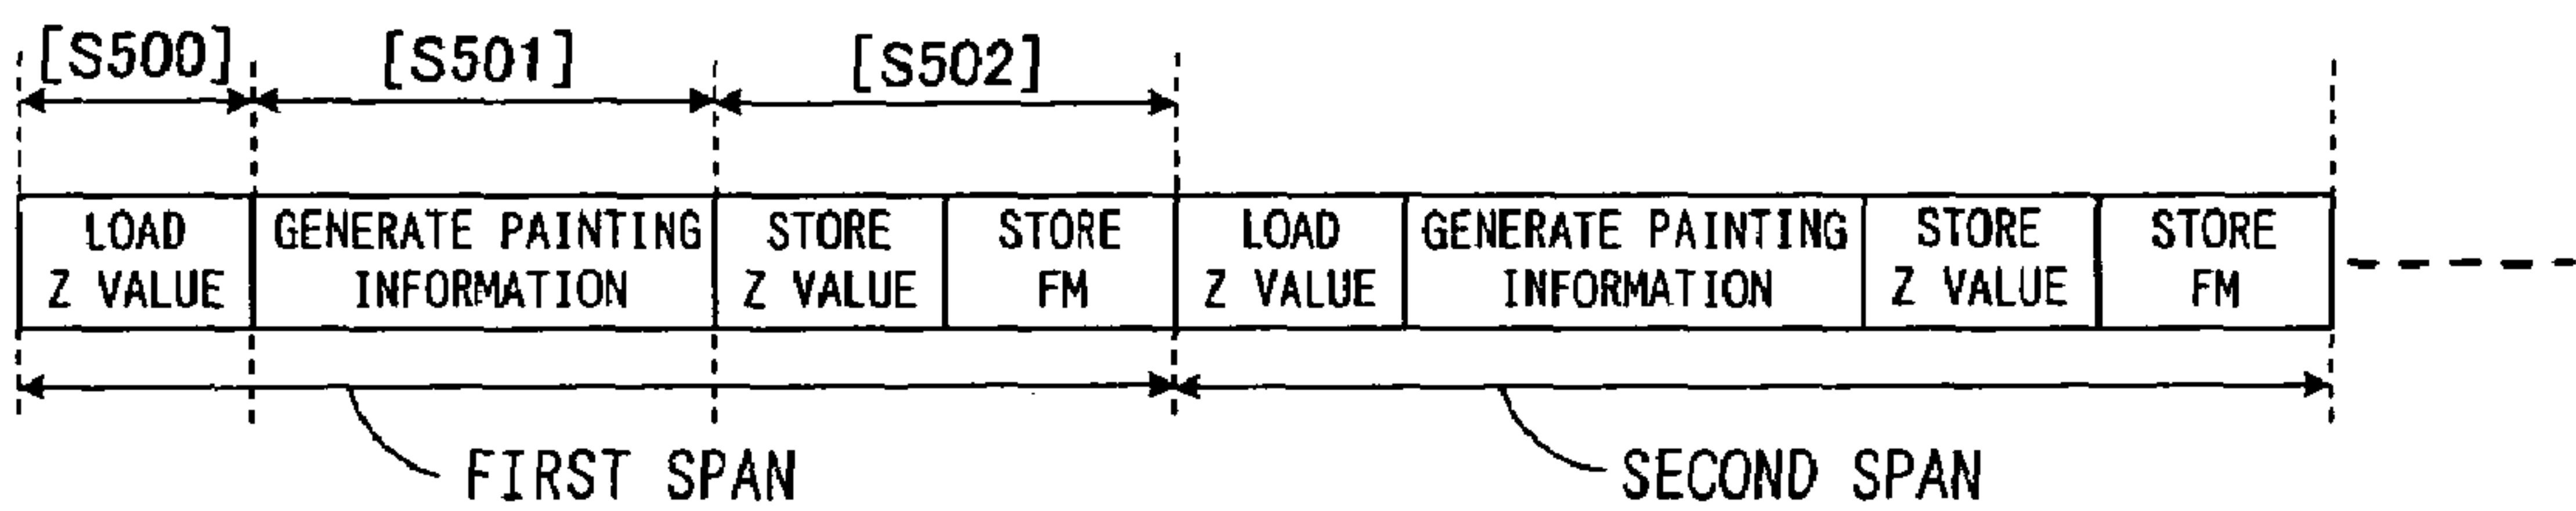 [S500] [S501] [S502]
LOAD
Z VALUE
GENERATE PAINTING
INFORMATION
STORE
Z VALUE
STORE
FM
LOAD
Z VALUE
GENERATE PAINTING
INFORMATION
STORE
Z VALUE
STORE
FM
FIRST SPAN
SECOND SPAN